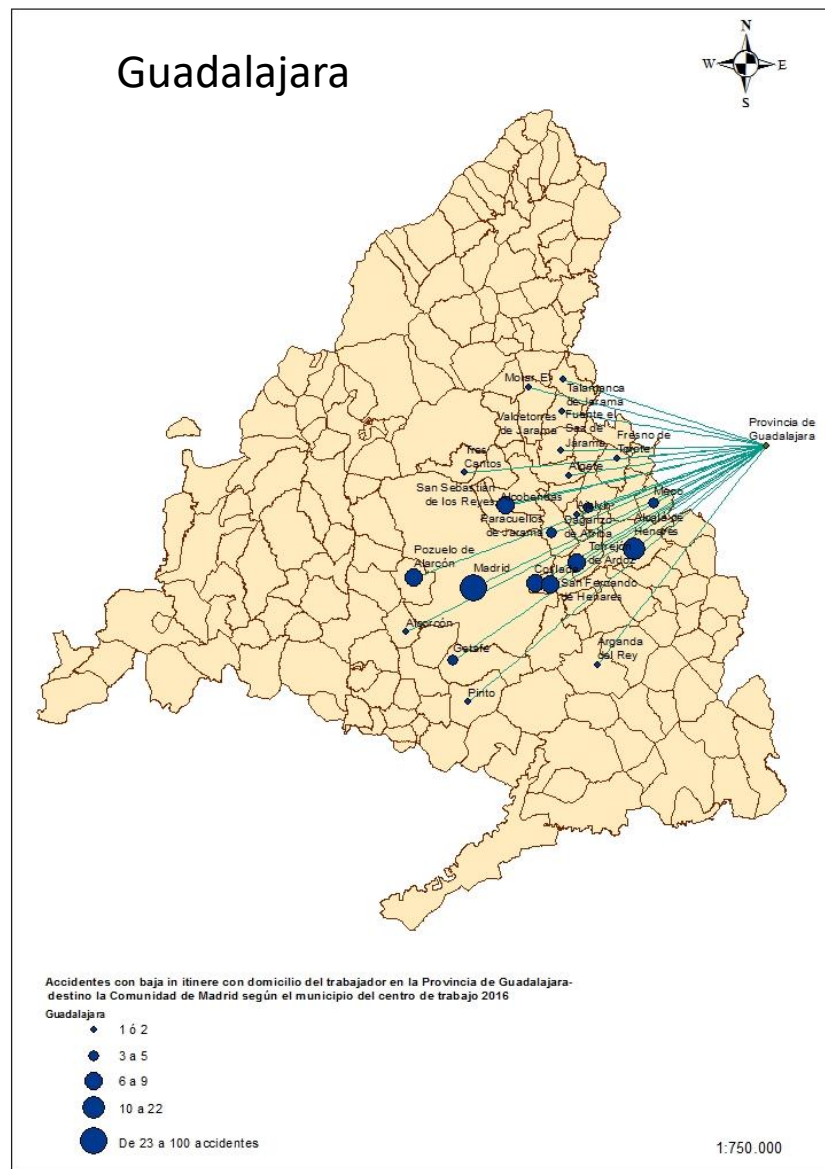 Guadalajara
N
W
E
S
Molar, El
Talamanca
de Jarama
Valdetorres
de Jarama
Fuente el
Saz de
Jarama
Fresno de
Torote
Provincia de
Guadalajara
Tres
Cantos
Algete
San Sebastián
de los Reyes
Alcobendas
Ajalvir
Meco
Paracuellos
de Jarama
Daganzo
de Arriba
Alcalá de
Henares
Pozuelo de
Alarcón
Madrid
Coslada
Torrejón
de Ardoz
San Fernando
de Henares
Alcorcón
Getafe
Arganda
del Rey
Pinto
Accidentes con baja in itinere con domicilio del trabajador en la Provincia de Guadalajara-
destino la Comunidad de Madrid según el municipio del centro de trabajo 2016
Guadalajara
1 ó 2
3 a 5
6 a 9
10 a 22
De 23 a 100 accidentes
1:750.000